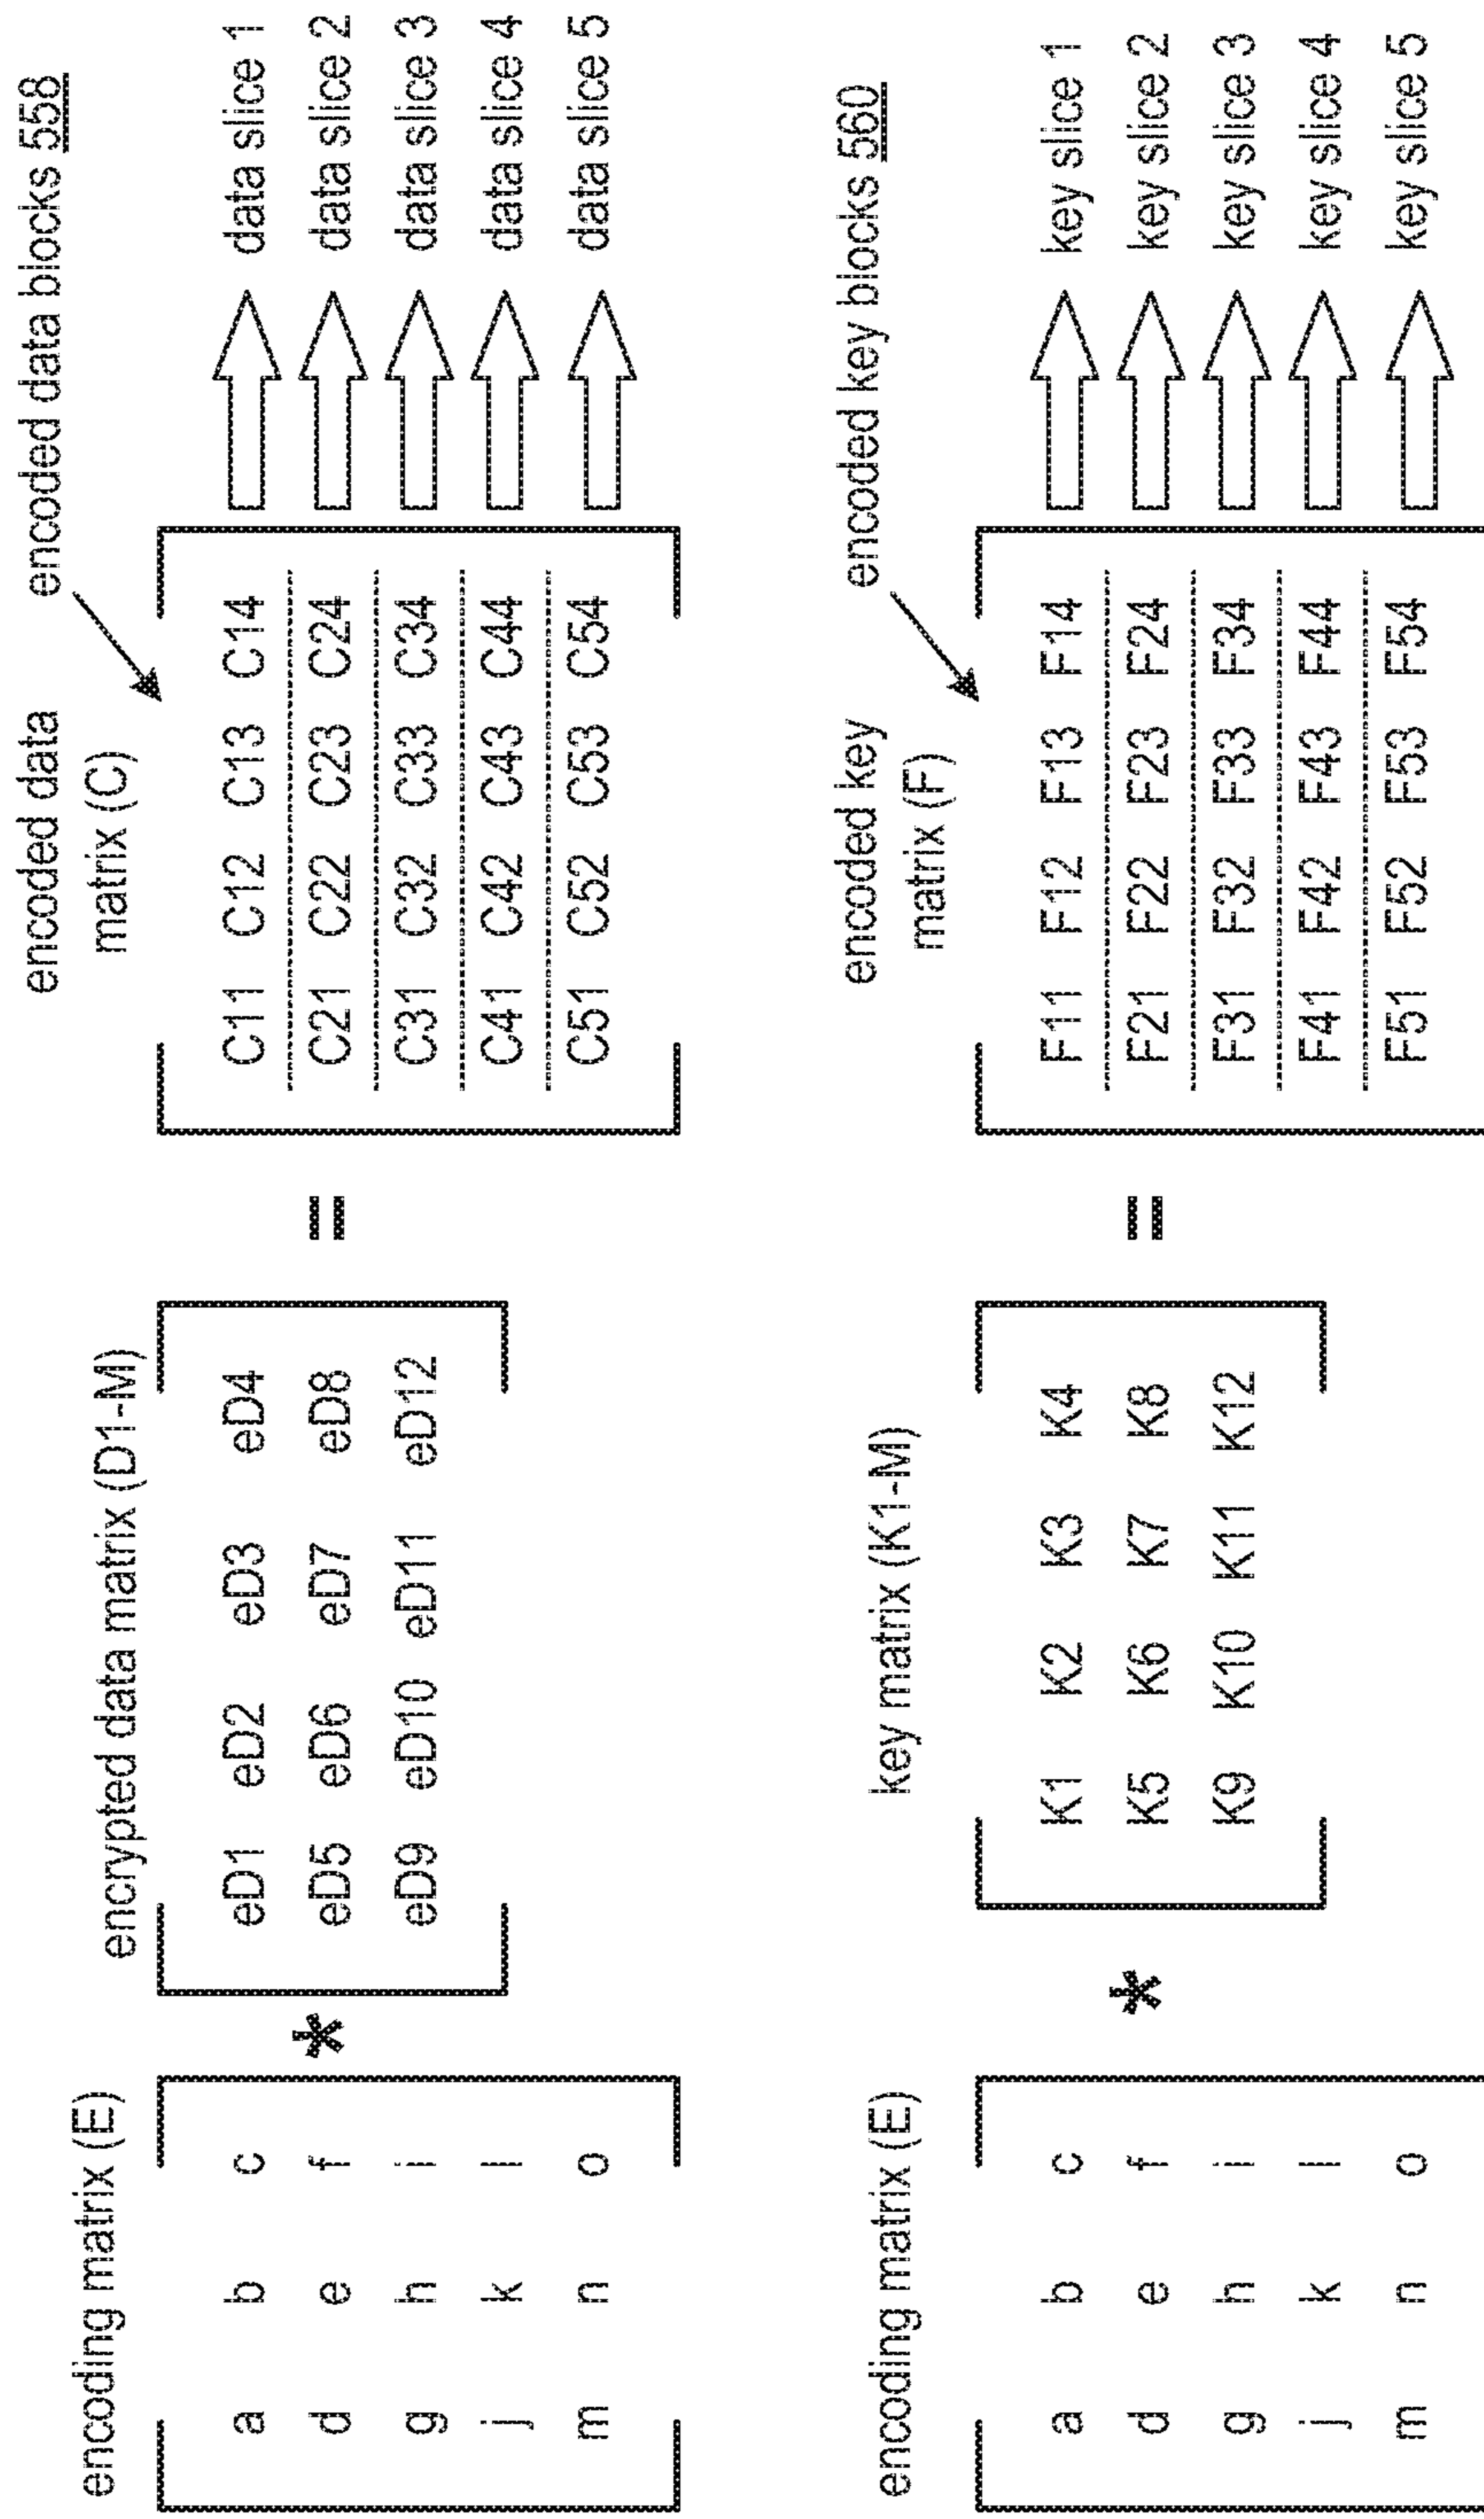 encoded data blocks 558
encoding matrix (E)
encrypted data matrix (D1-M)
encoded data
matrix (C)
a b c
d e f
g h i
j k l
m n o
*
eD1 eD2 eD3 eD4
eD5 eD6 eD7 eD8
eD9 eD10 eD11 eD12
=
C11 C12 C13 C14
C21 C22 C23 C24
C31 C32 C33 C34
C41 C42 C43 C44
C51 C52 C53 C54
data slice 1
data slice 2
data slice 3
data slice 4
data slice 5
encoded key blocks 560
encoding matrix (E)
key matrix (K1-M)
encoded key
matrix (F)
a b c
d e f
g h i
j k l
m n o
*
K1 K2 K3 K4
K5 K6 K7 K8
K9 K10 K11 K12
=
F11 F12 F13 F14
F21 F22 F23 F24
F31 F32 F33 F34
F41 F42 F43 F44
F51 F52 F53 F54
key slice 1
key slice 2
key slice 3
key slice 4
key slice 5